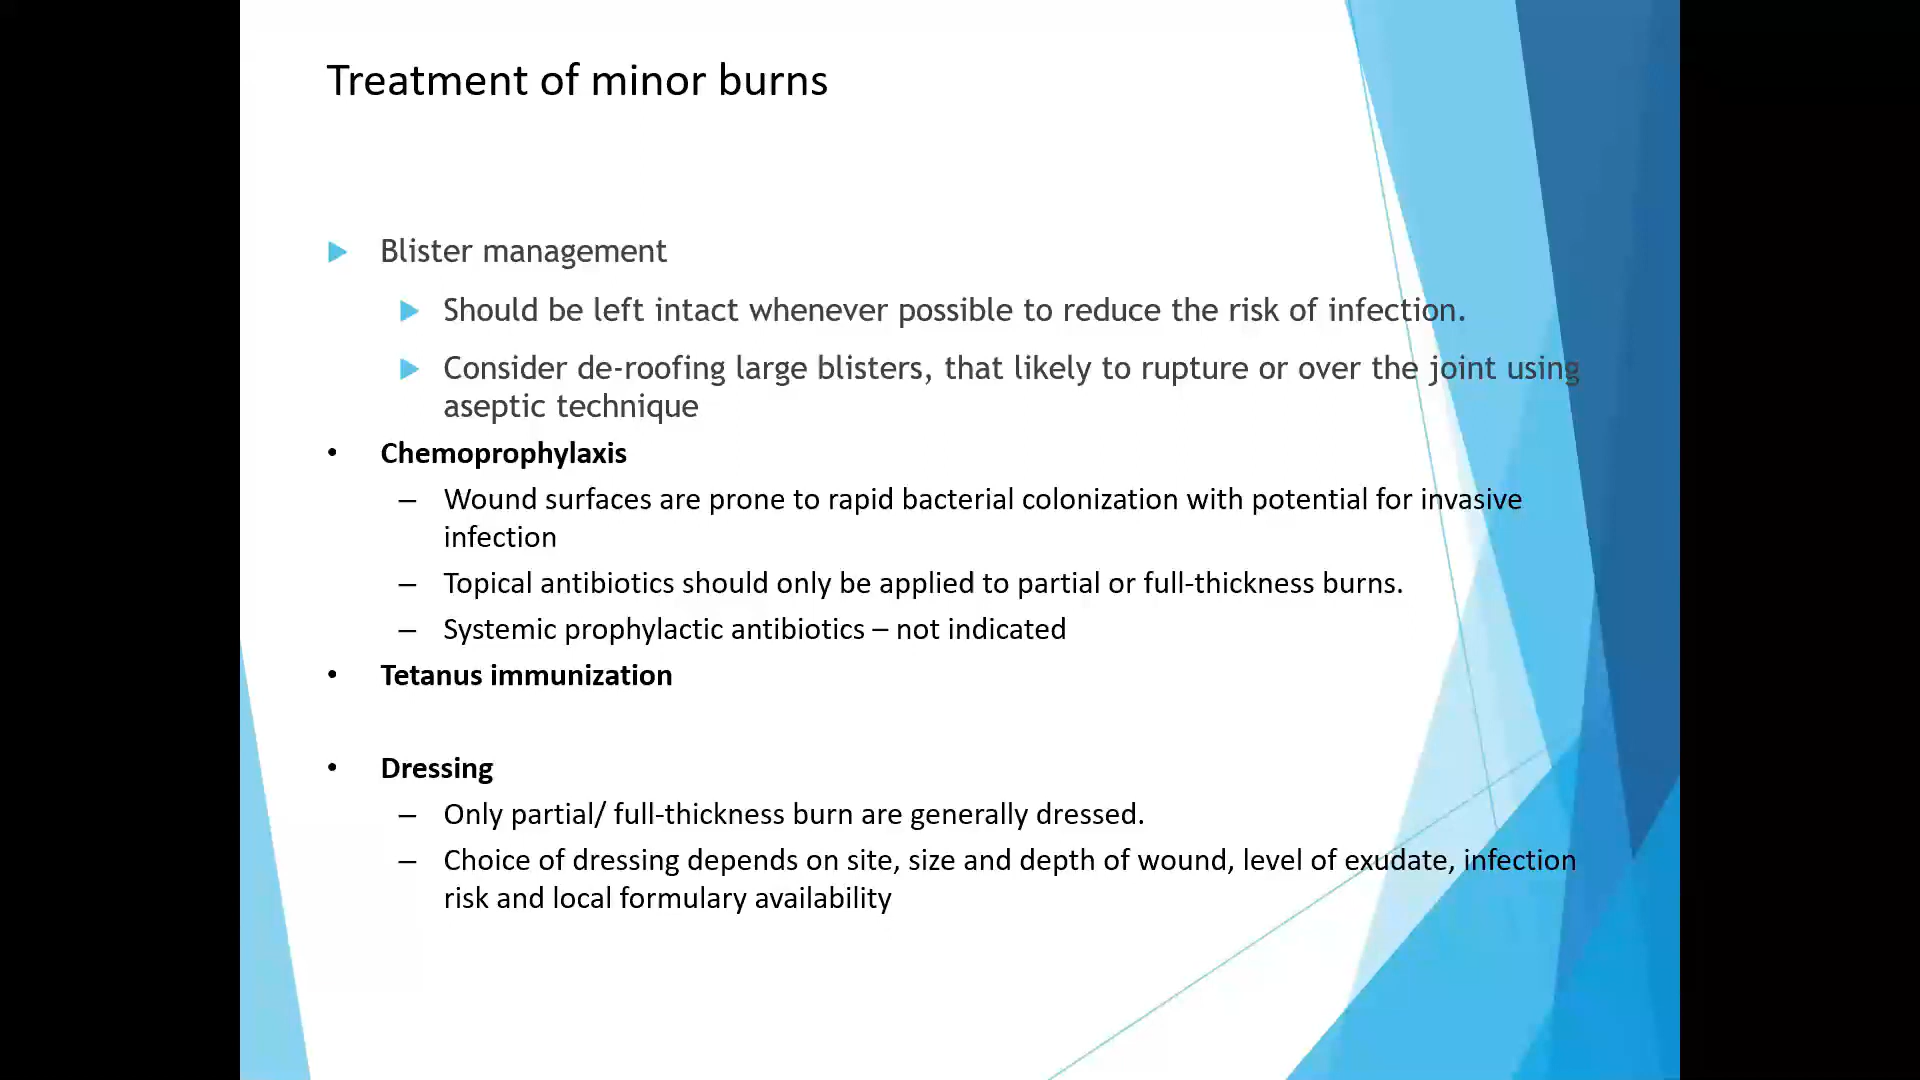 Treatment of minor burns
Blister management
Should be left intact whenever possible to reduce the risk of infection.
Consider de-roofing large blisters, that likely to rupture or over the joint using
aseptic technique
• Chemoprophylaxis
– Wound surfaces are prone to rapid bacterial colonization with potential for invasive
infection
– Topical antibiotics should only be applied to partial or full-thickness burns.
– Systemic prophylactic antibiotics – not indicated
• Tetanus immunization
• Dressing
– Only partial/ full-thickness burn are generally dressed.
– Choice of dressing depends on site, size and depth of wound, level of exudate, infection
risk and local formulary availability